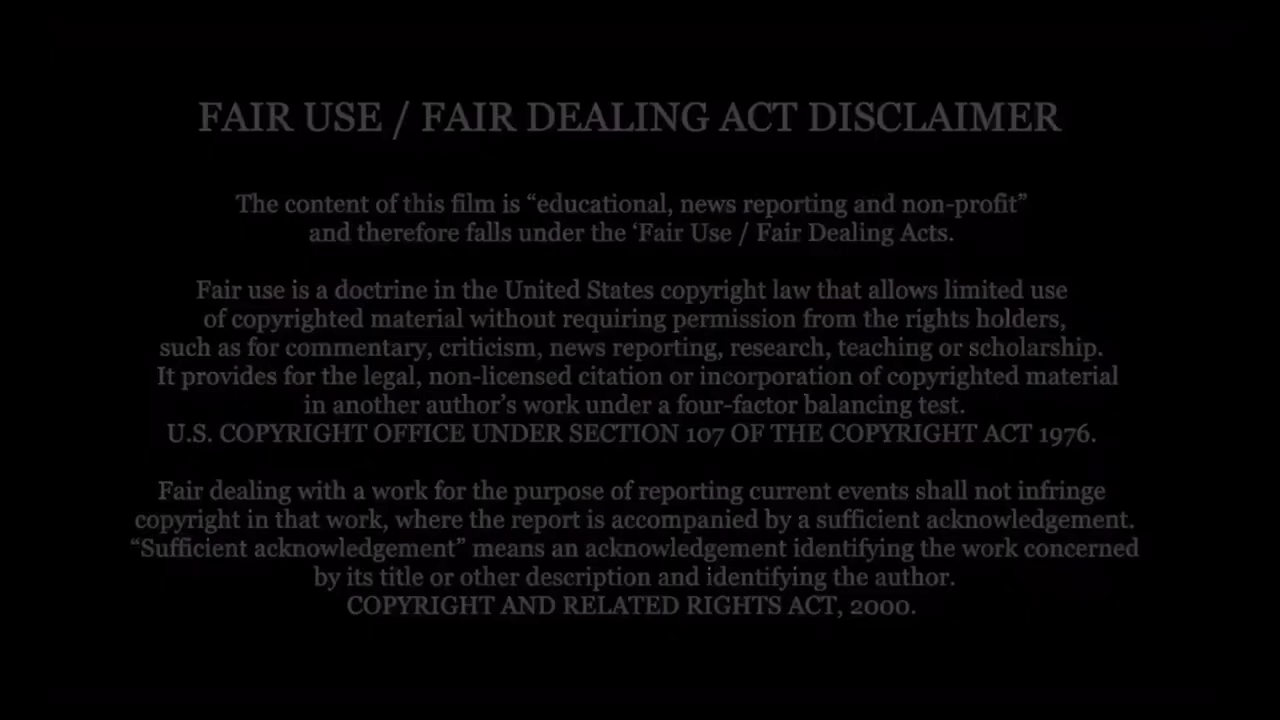 FAIR USE / FAIR DEALING ACT DISCLAIMER
The content of this film is “educational, news reporting and non-profit”
and therefore falls under the ‘Fair Use / Fair Dealing Acts.
Fair use is a doctrine in the United States copyright law that allows limited use
of copyrighted material without requiring permission from the rights holders,
such as for commentary, criticism, news reporting, research, teaching or scholarship.
It provides for the legal, non-licensed citation or incorporation of copyrighted material
in another author’s work under a four-factor balancing test.
U.S. COPYRIGHT OFFICE UNDER SECTION 107 OF THE COPYRIGHT ACT 1976.
Fair dealing with a work for the purpose of reporting current events shall not infringe
copyright in that work, where the report is accompanied by a sufficient acknowledgement.
“Sufficient acknowledgement” means an acknowledgement identifying the work concerned
by its title or other description and identifying the author.
COPYRIGHT AND RELATED RIGHTS ACT, 2000.